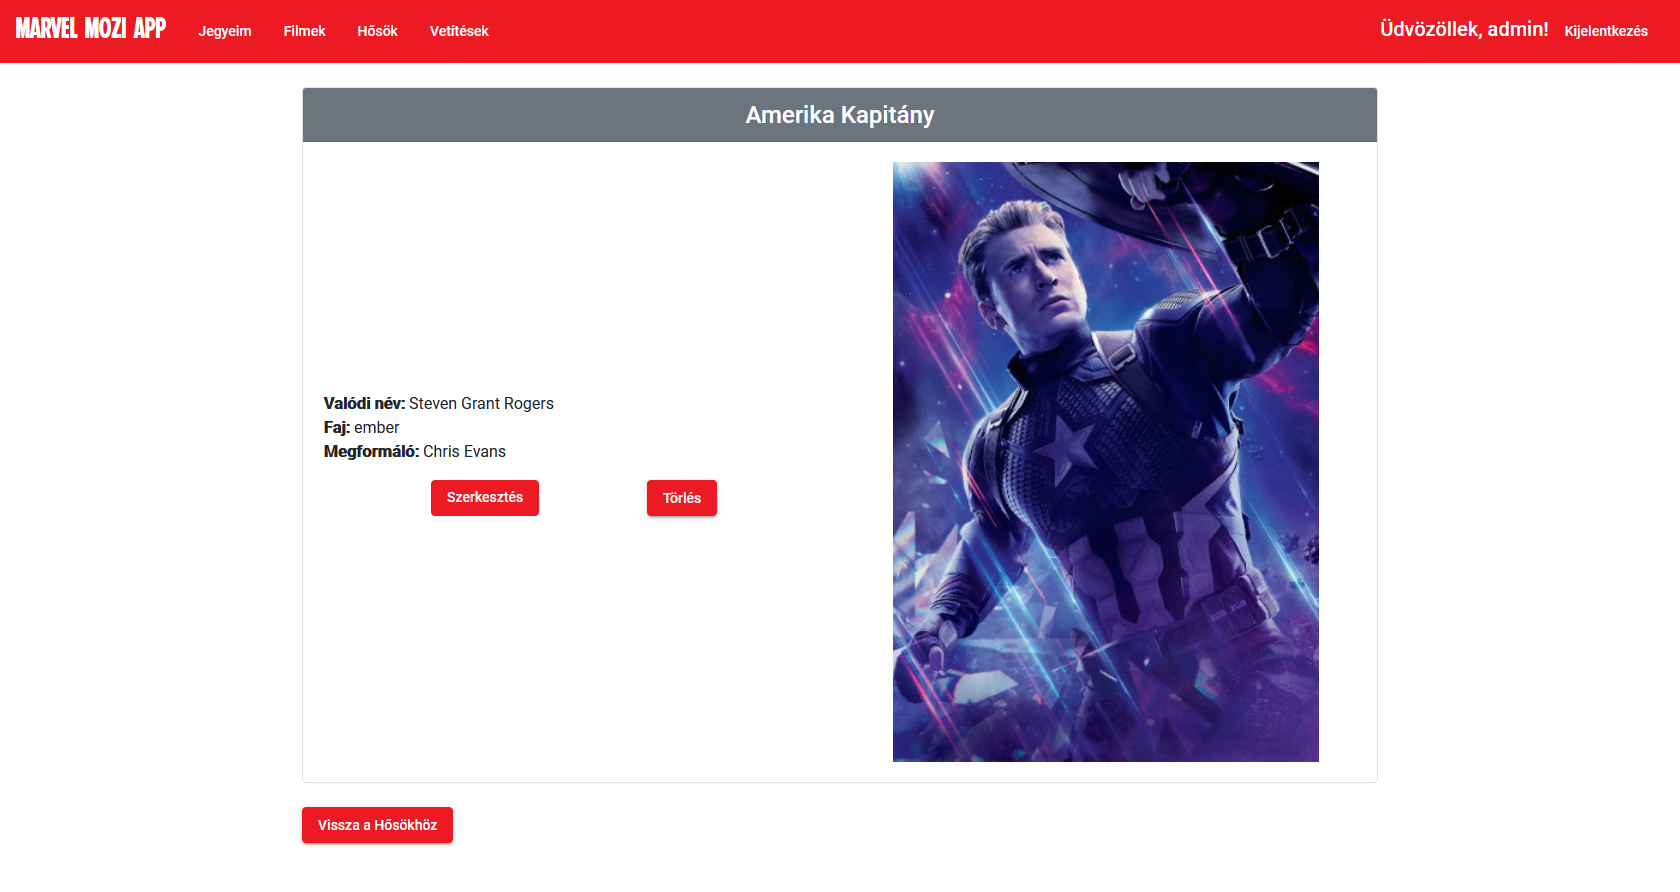 MARVEL MOZI APP Jegyeim Filmek Hősök Vetítések Üdvözöllek, admin! Kijelentkezés
Amerika Kapitány
Valódi név: Steven Grant Rogers
Faj: ember
Megformáló: Chris Evans
Szerkesztés Törlés
Vissza a Hősökhöz